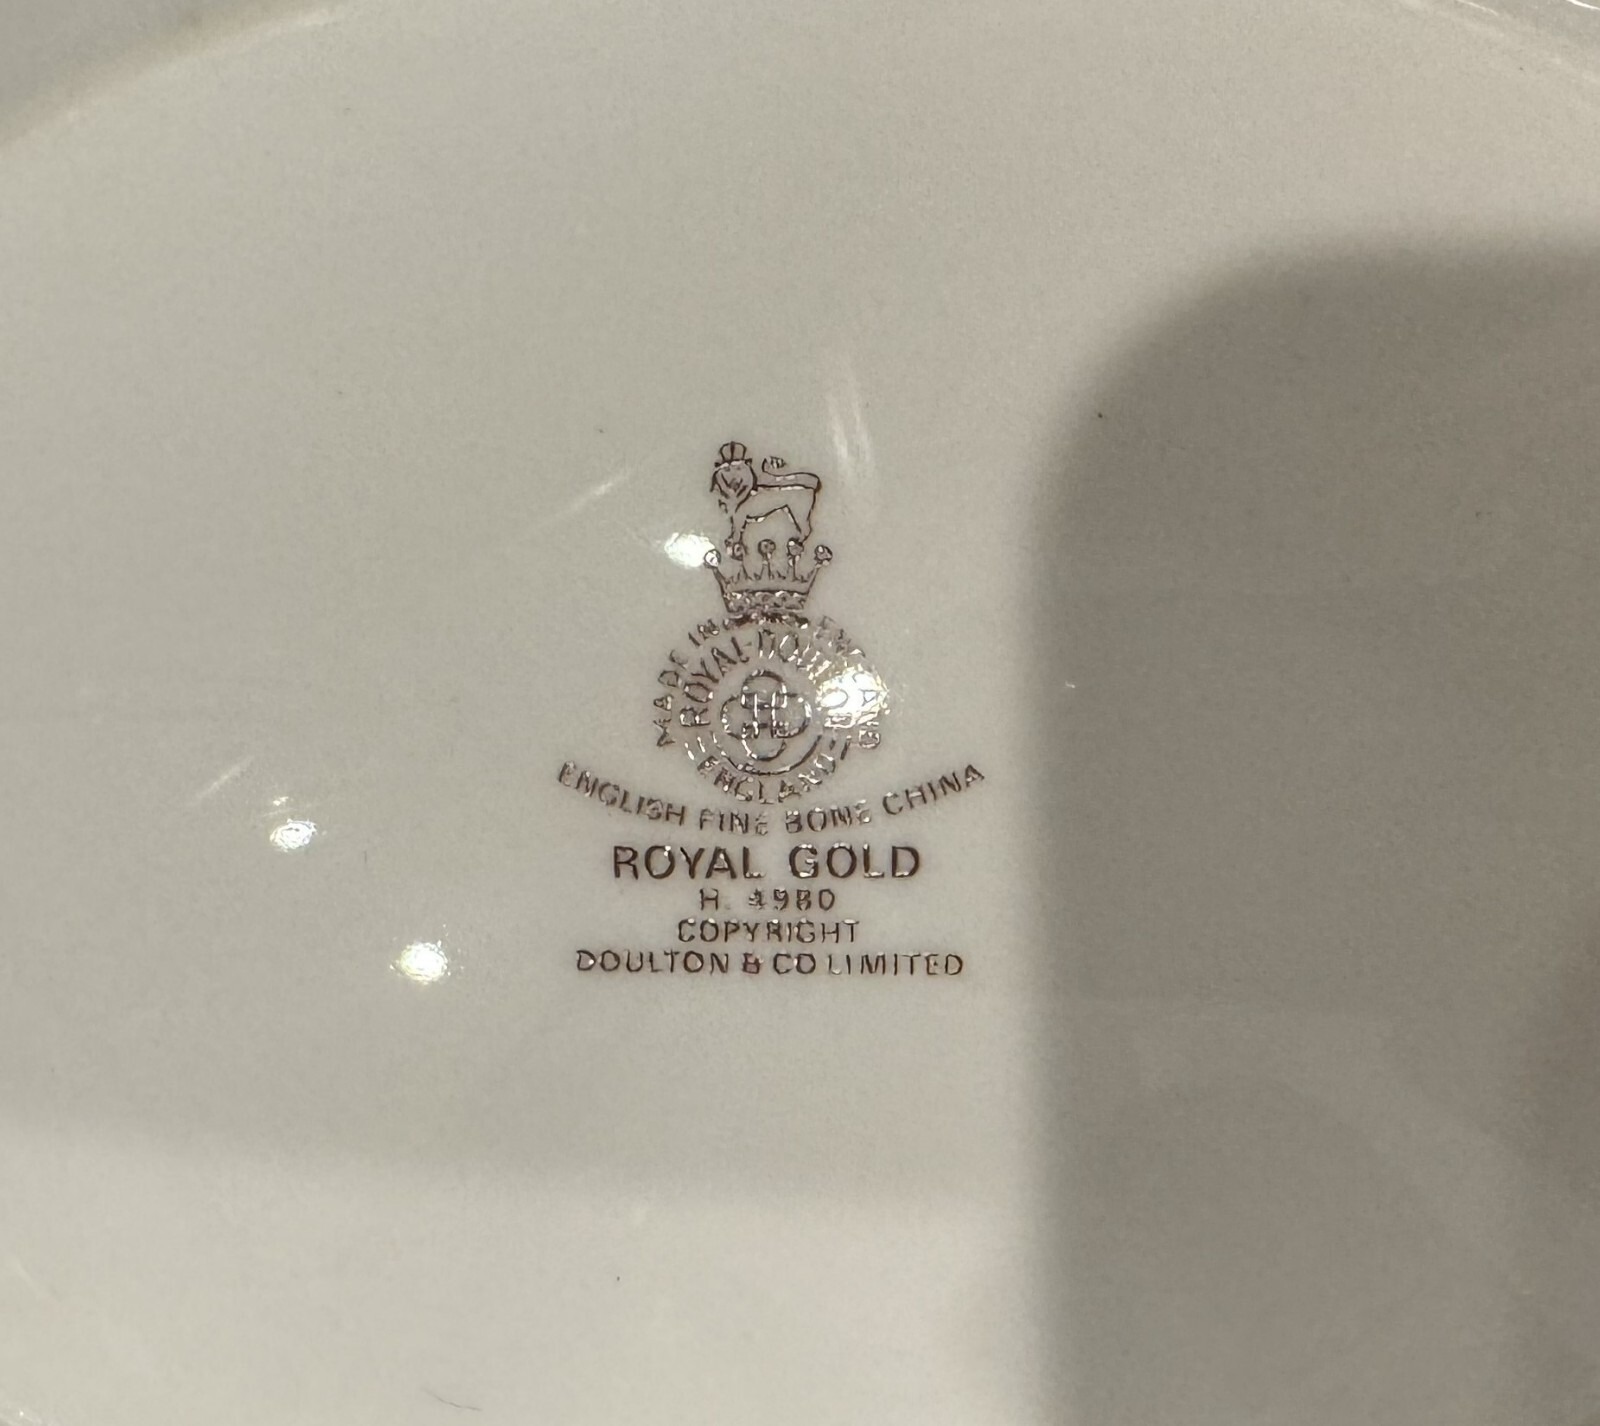 MADE IN ENGLAND
ROYAL DOULTON
ENGLAND
ENGLISH FINE BONE CHINA
ROYAL GOLD
H. 4980
COPYRIGHT
DOULTON & CO LIMITED